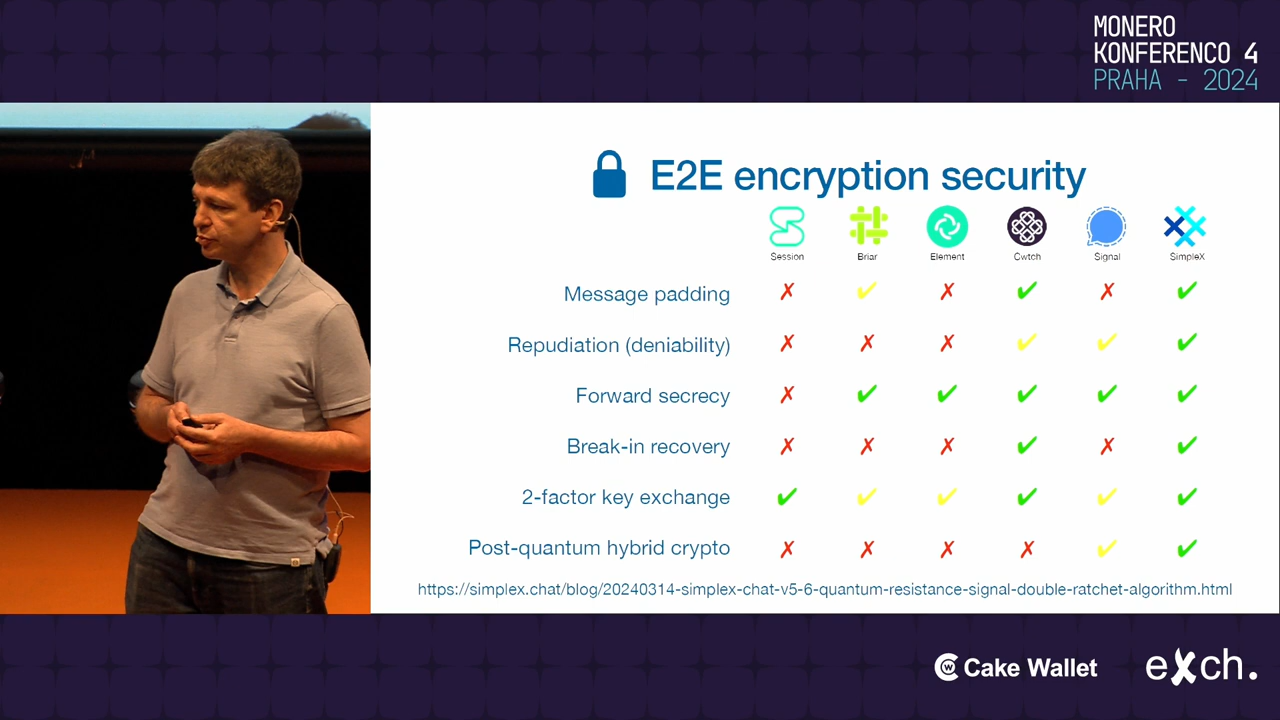 MONERO
KONFERENCO 4
PRAHA - 2024
E2E encryption security
Session Briar Element Cwtch Signal SimpleX
Message padding ✗ ✓ ✗ ✓ ✗ ✓
Repudiation (deniability) ✗ ✗ ✗ ✓ ✓ ✓
Forward secrecy ✗ ✓ ✓ ✓ ✓ ✓
Break-in recovery ✗ ✗ ✗ ✓ ✗ ✓
2-factor key exchange ✓ ✓ ✓ ✓ ✓ ✓
Post-quantum hybrid crypto ✗ ✗ ✗ ✗ ✓ ✓
https://simplex.chat/blog/20240314-simplex-chat-v5-6-quantum-resistance-signal-double-ratchet-algorithm.html
Cake Wallet
eXch.